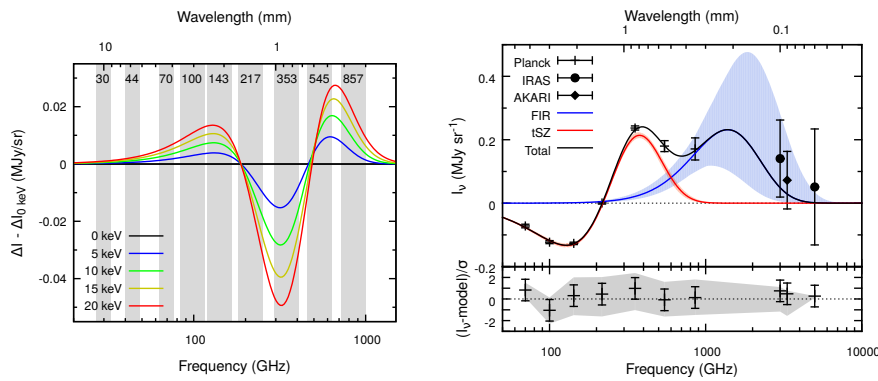 Wavelength (mm)
10 1
30 44 70 100 143 217 353 545 857
0.02
0
-0.02
-0.04
ΔI - ΔI0 keV (MJy/sr)
0 keV
5 keV
10 keV
15 keV
20 keV
100 1000
Frequency (GHz)
Wavelength (mm)
1 0.1
Planck
IRAS
AKARI
FIR
tSZ
Total
0.4
0.2
0
-0.2
Iν (MJy sr-1)
2
0
-2
(Iν-model)/σ
100 1000 10000
Frequency (GHz)